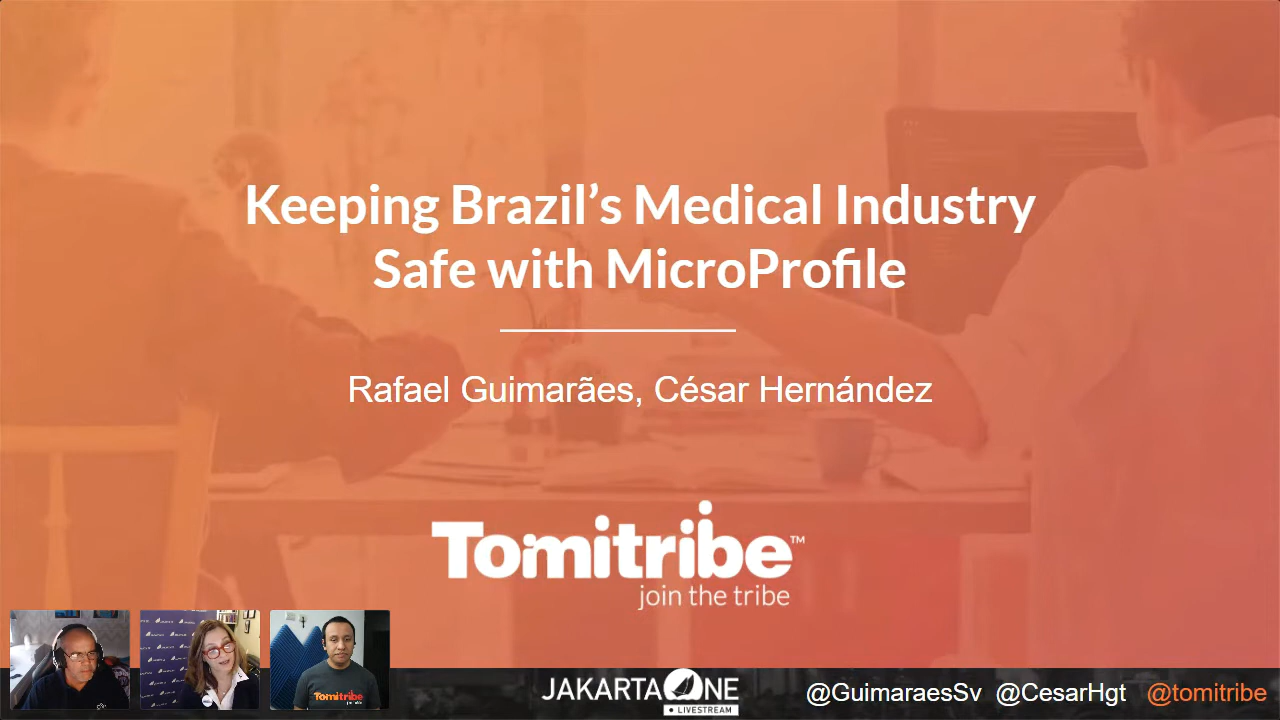 Keeping Brazil’s Medical Industry
Safe with MicroProfile
Rafael Guimarães, César Hernández
Tomitribe™
join the tribe
Tomitribe
JAKARTA ONE
LIVESTREAM
@GuimaraesSv @CesarHgt @tomitribe